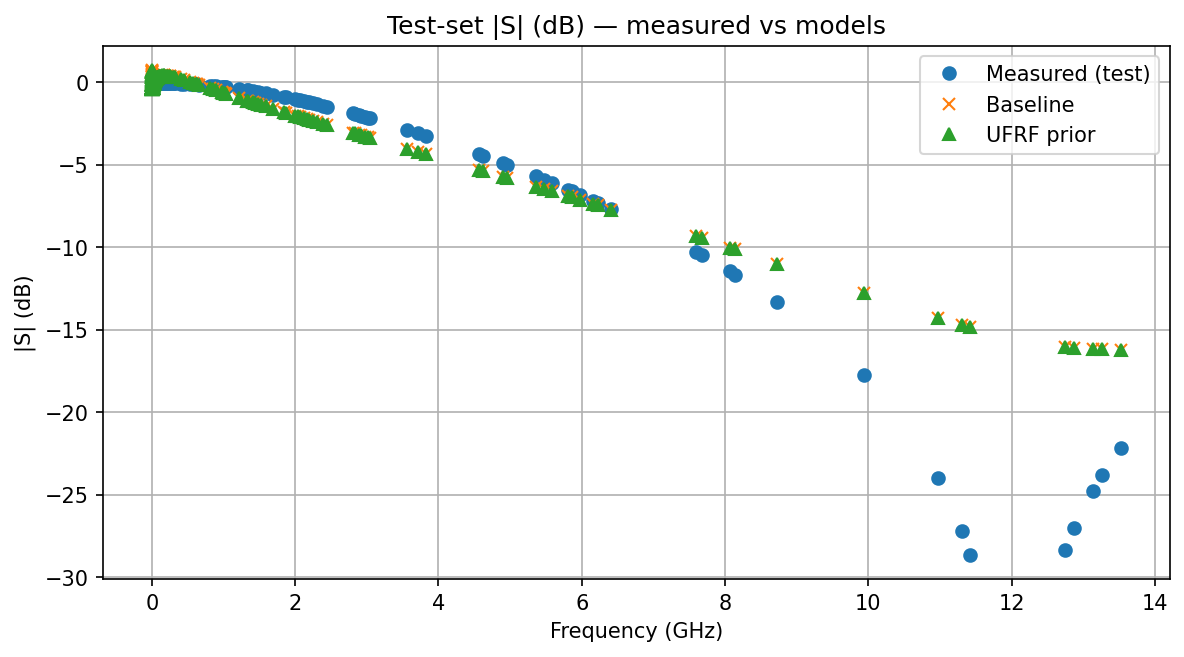 Test-set |S| (dB) — measured vs models
Measured (test)
Baseline
UFRF prior
0
−5
−10
−15
−20
−25
−30
|S| (dB)
0 2 4 6 8 10 12 14
Frequency (GHz)